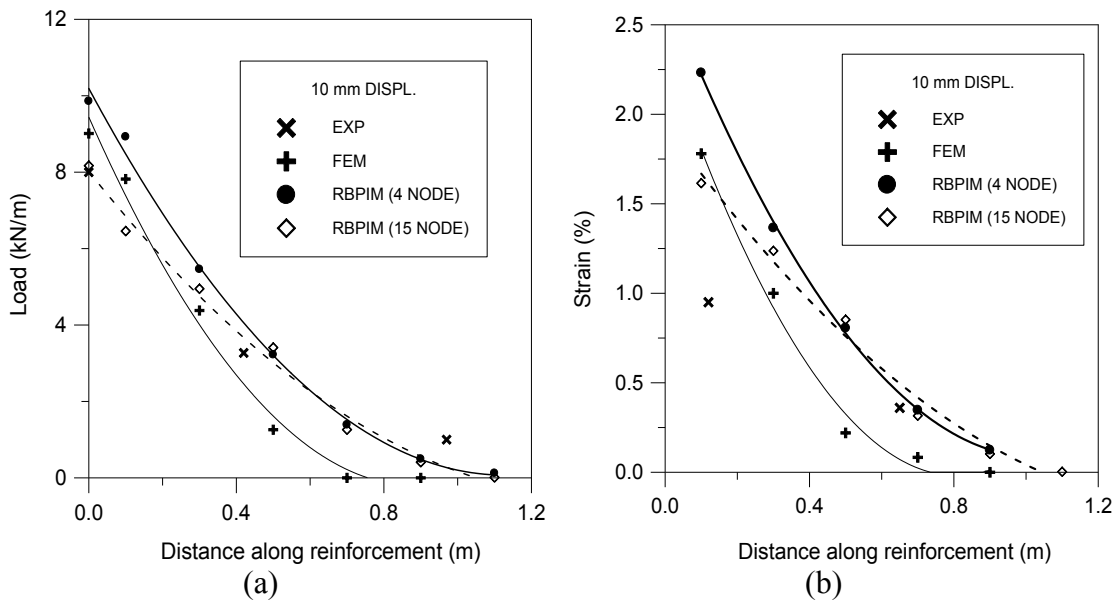 12
8
4
0
Load (kN/m)
10 mm DISPL.
EXP
FEM
RBPIM (4 NODE)
RBPIM (15 NODE)
0.0 0.4 0.8 1.2
Distance along reinforcement (m)
(a)
2.5
2.0
1.5
1.0
0.5
0.0
Strain (%)
10 mm DISPL.
EXP
FEM
RBPIM (4 NODE)
RBPIM (15 NODE)
0.0 0.4 0.8 1.2
Distance along reinforcement (m)
(b)